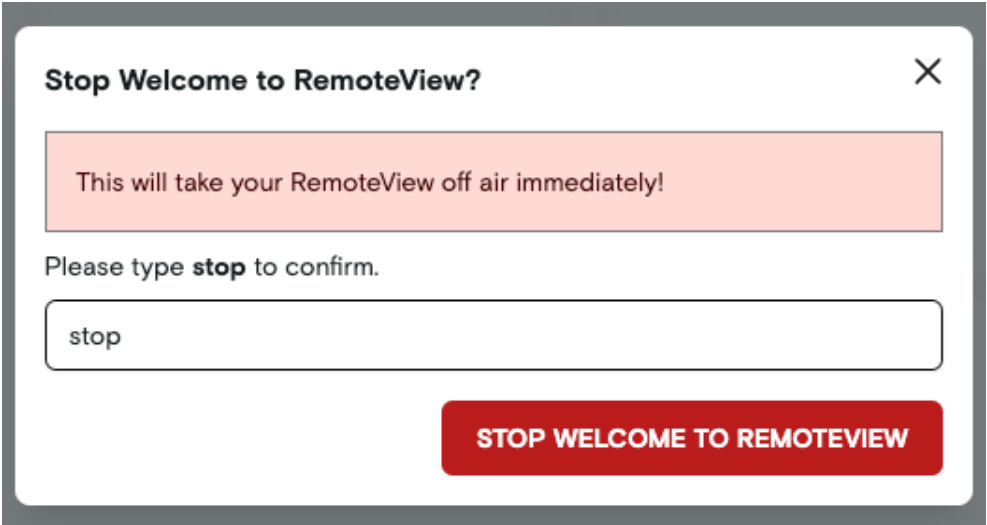 Stop Welcome to RemoteView?
This will take your RemoteView off air immediately!
Please type stop to confirm.
stop
STOP WELCOME TO REMOTEVIEW